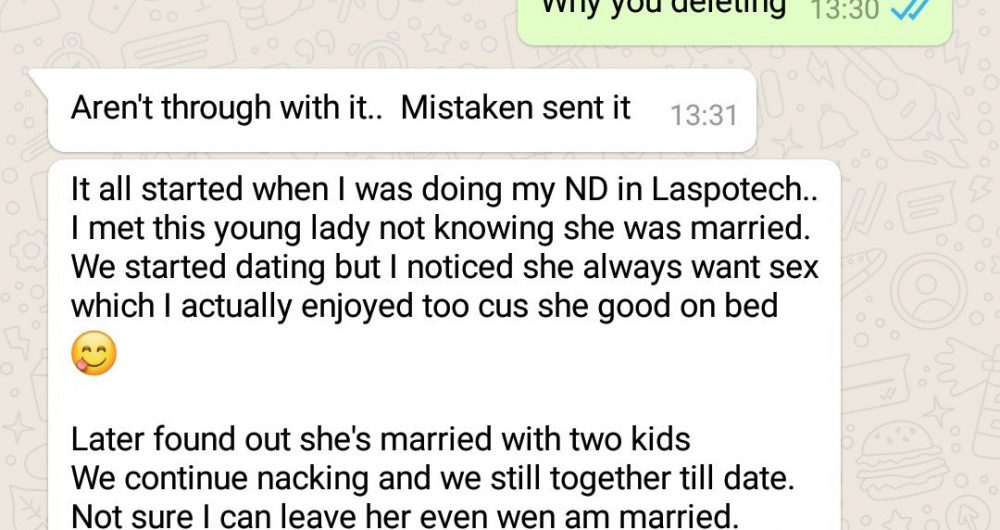 Why you deleting 13:30
Aren't through with it.. Mistaken sent it 13:31
It all started when I was doing my ND in Laspotech..
I met this young lady not knowing she was married.
We started dating but I noticed she always want sex
which I actually enjoyed too cus she good on bed
😋
Later found out she's married with two kids
We continue nacking and we still together till date.
Not sure I can leave her even wen am married.